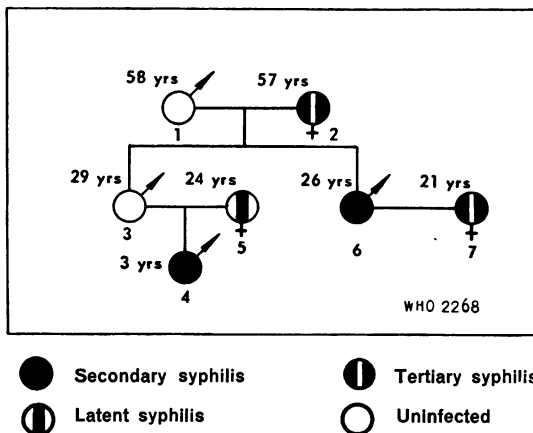 58 yrs 57 yrs
1 2
29 yrs 24 yrs 26 yrs 21 yrs
3 5 6 7
3 yrs
4
WHO 2268
Secondary syphilis Tertiary syphilis
Latent syphilis Uninfected